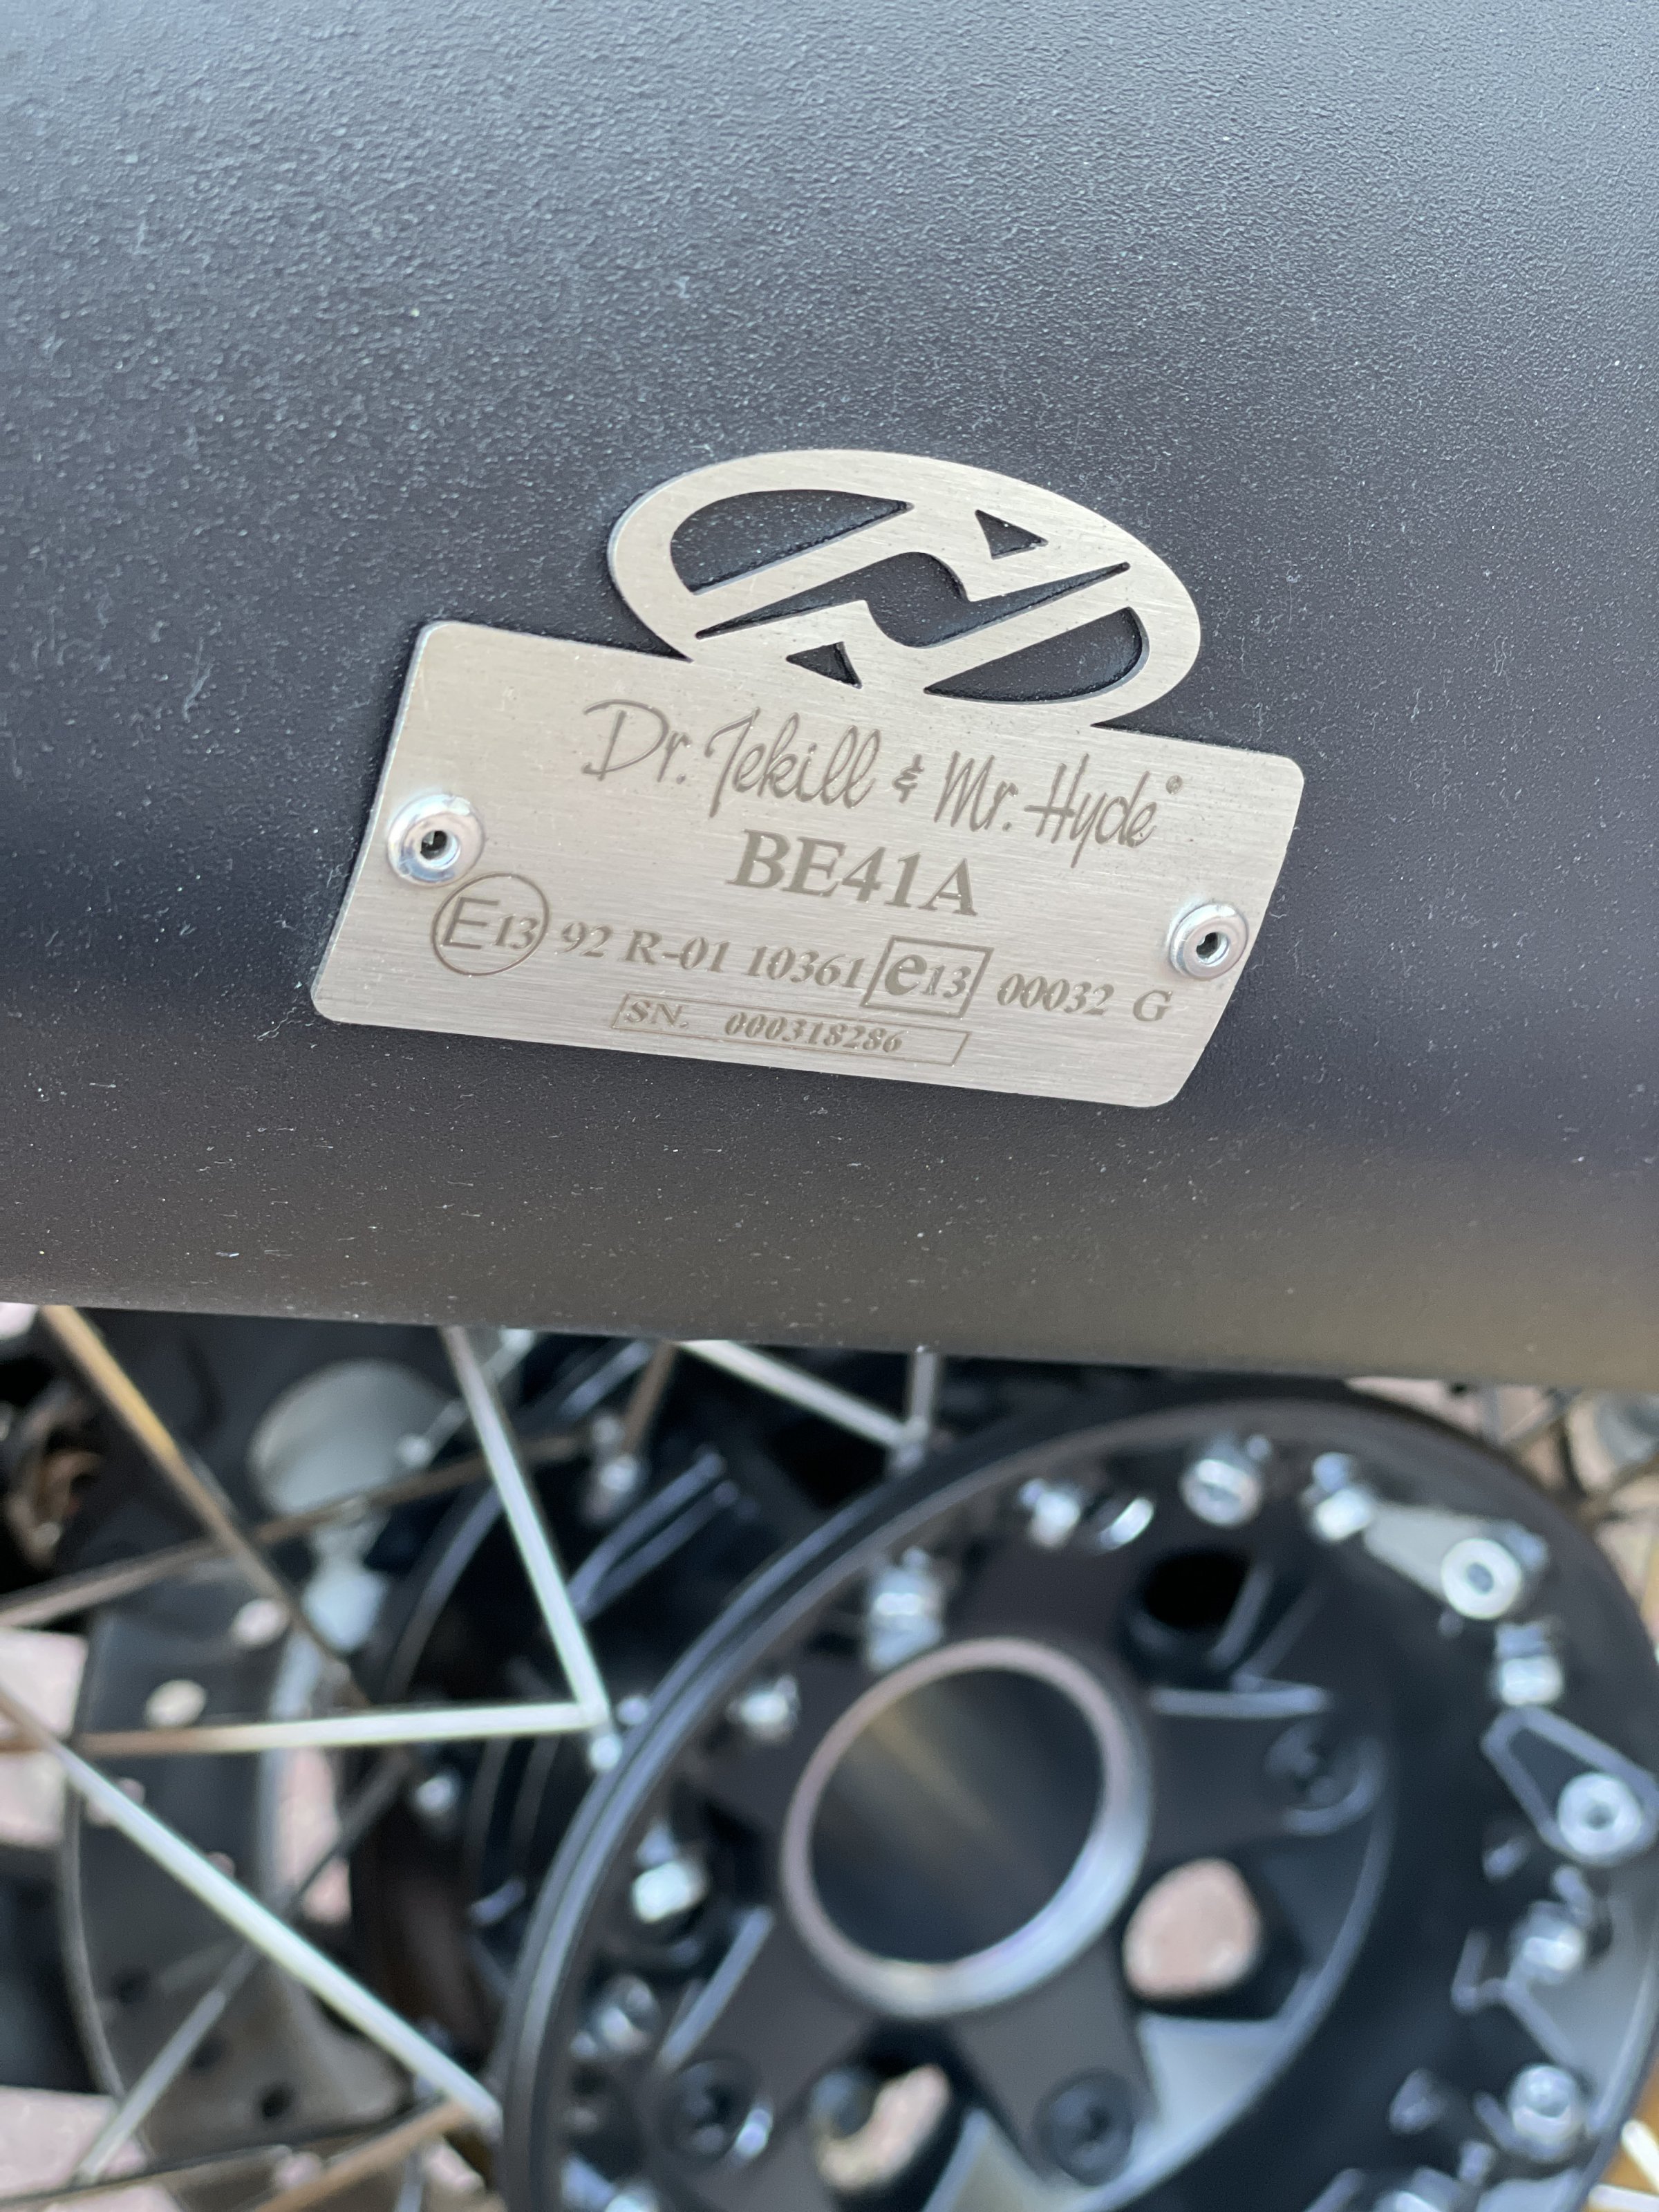 Dr. Jekill & Mr. Hyde®
BE41A
E13 92 R-01 10361 e13 00032 G
SN. 000318286